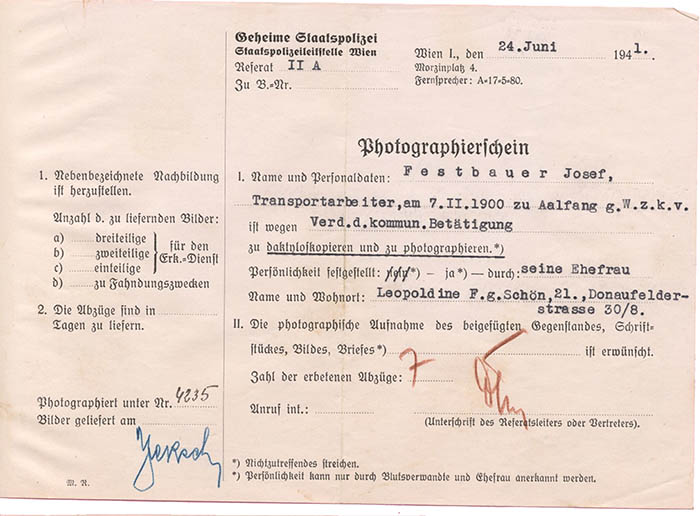 Geheime Staatspolizei
Staatspolizeileitstelle Wien
Referat II A
Zu B.-Nr.
Wien I., den 24.Juni 1941.
Morzinplatz 4.
Fernsprecher: A-17-5-80.
Photographierschein
1. Nebenbezeichnete Nachbildung
ist herzustellen.
Anzahl d. zu liefernden Bilder:
a) dreiteilige
b) zweiteilige
c) einteilige
für den
Erk.-Dienst
d) zu Fahndungszwecken
2. Die Abzüge sind in
Tagen zu liefern.
Photographiert unter Nr. 4235
Bilder geliefert am
M. R.
I. Name und Personaldaten: Festbauer Josef,
Transportarbeiter,am 7.II.1900 zu Aalfang g.W.z.k.v.
ist wegen Verd.d.kommun.Betätigung
zu daktyloskopieren und zu photographieren.*)
Persönlichkeit festgestellt: *) — ja*) — durch: seine Ehefrau
Name und Wohnort: Leopoldine F.g.Schön,21.,Donaufelder-
strasse 30/8.
II. Die photographische Aufnahme des beigefügten Gegenstandes, Schrift-
stückes, Bildes, Briefes*) ist erwünscht.
Zahl der erbetenen Abzüge: 7
Anruf int.:
(Unterschrift des Referatsleiters oder Vertreters).
*) Nichtzutreffendes streichen.
*) Persönlichkeit kann nur durch Blutsverwandte und Ehefrau anerkannt werden.